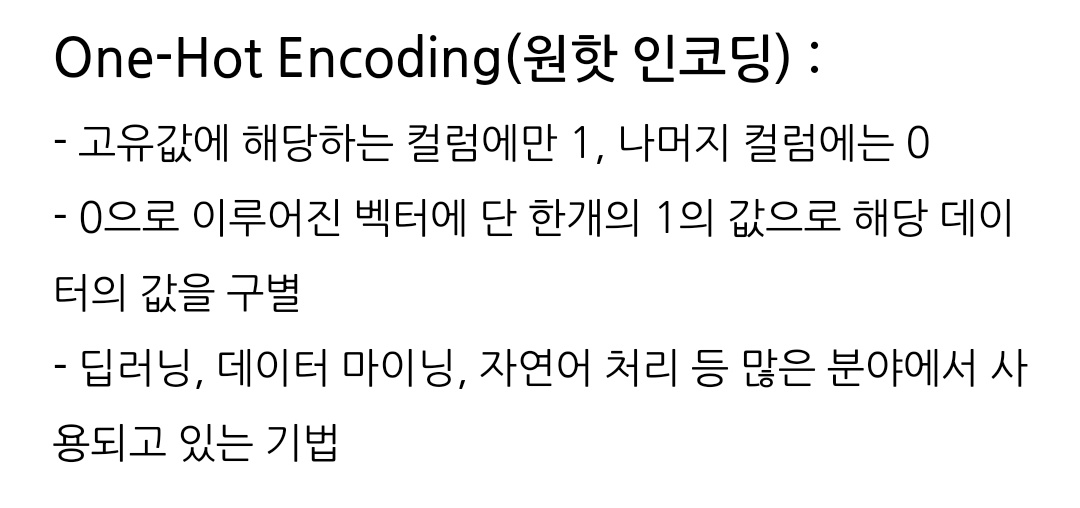 One-Hot Encoding(원핫 인코딩) :
- 고유값에 해당하는 컬럼에만 1, 나머지 컬럼에는 0
- 0으로 이루어진 벡터에 단 한개의 1의 값으로 해당 데이
터의 값을 구별
- 딥러닝, 데이터 마이닝, 자연어 처리 등 많은 분야에서 사
용되고 있는 기법